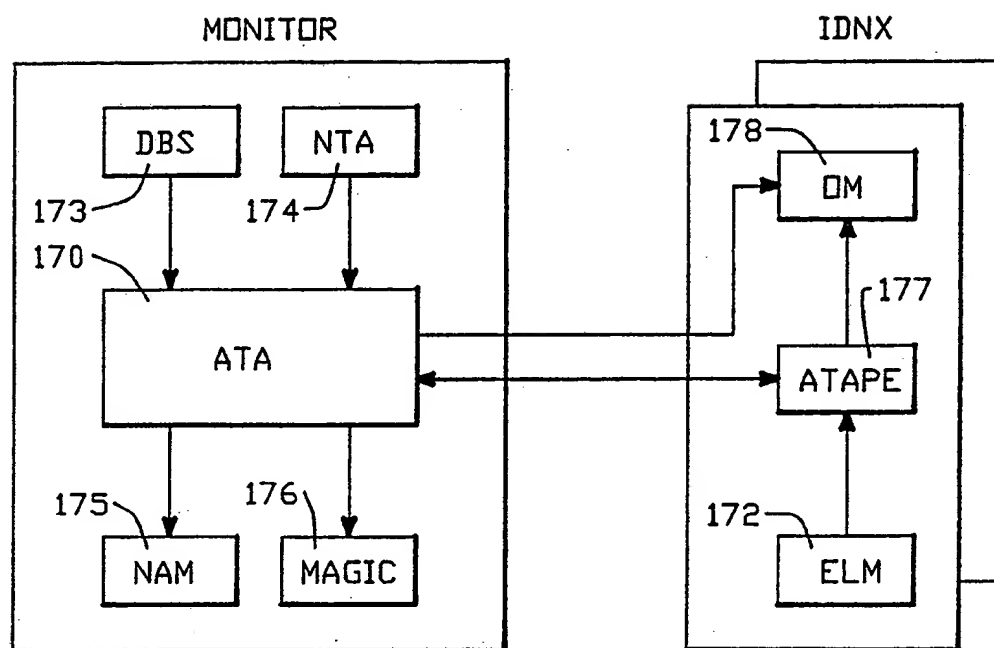 MONITOR
IDNX
DBS
NTA
173
174
170
ATA
175
176
NAM
MAGIC
178
OM
177
ATAPE
172
ELM